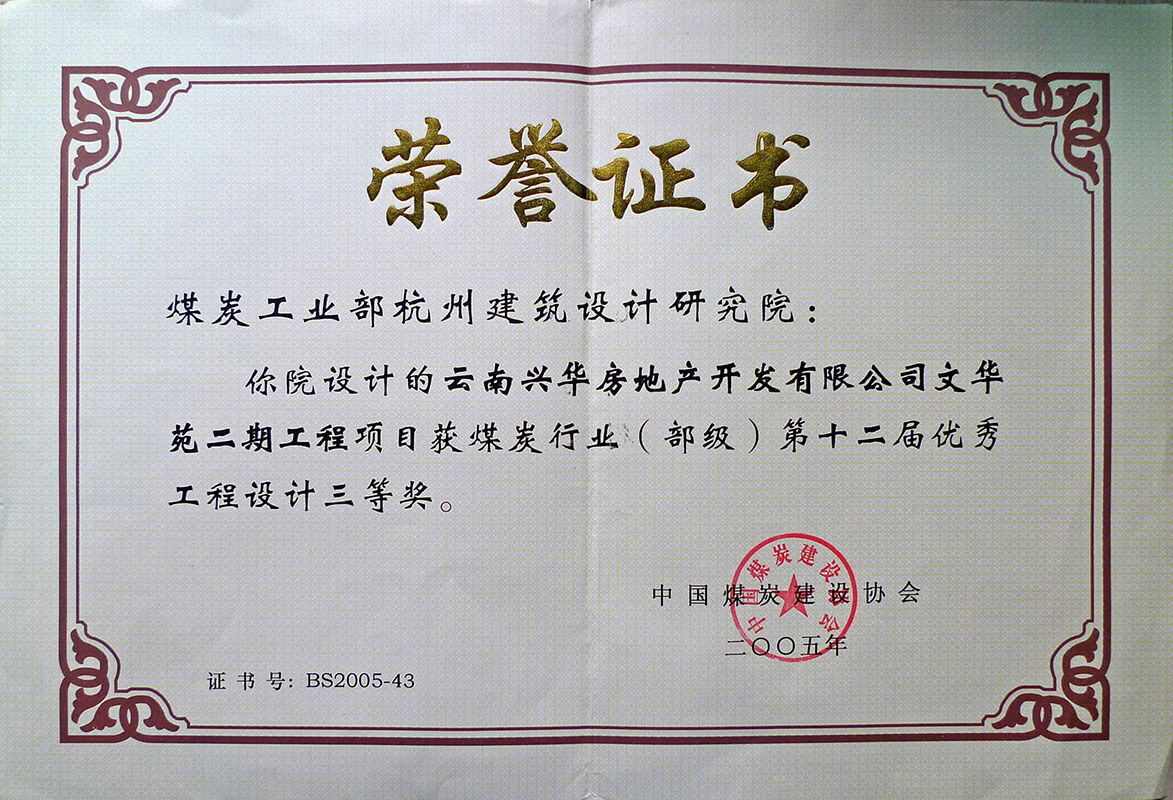 荣誉证书
煤炭工业部杭州建筑设计研究院：
你院设计的云南兴华房地产开发有限公司文华
苑二期工程项目获煤炭行业（部级）第十二届优秀
工程设计三等奖。
中国煤炭建设协会
中国煤炭建设协会
二〇〇五年
证书号：BS2005-43